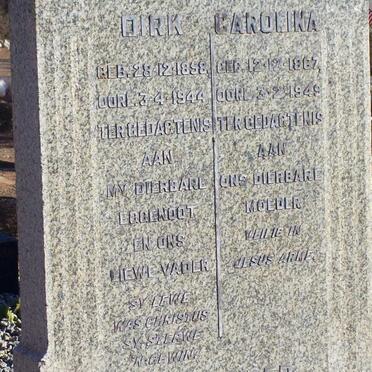 DIRK
GEB. 28-12-1858.
OORL. 3-4-1944
TER GEDAGTENIS
AAN
MY DIERBARE
EGGENOOT
EN ONS
LIEWE VADER
SY LEWE
WAS CHRISTUS
SY STERWE
'N GEWIN.
CAROLINA
GEB. 12-12-1867.
OORL. 3-2-1949
TER GEDAGTENIS
AAN
ONS DIERBARE
MOEDER
VEILIG IN
JESUS ARMS.